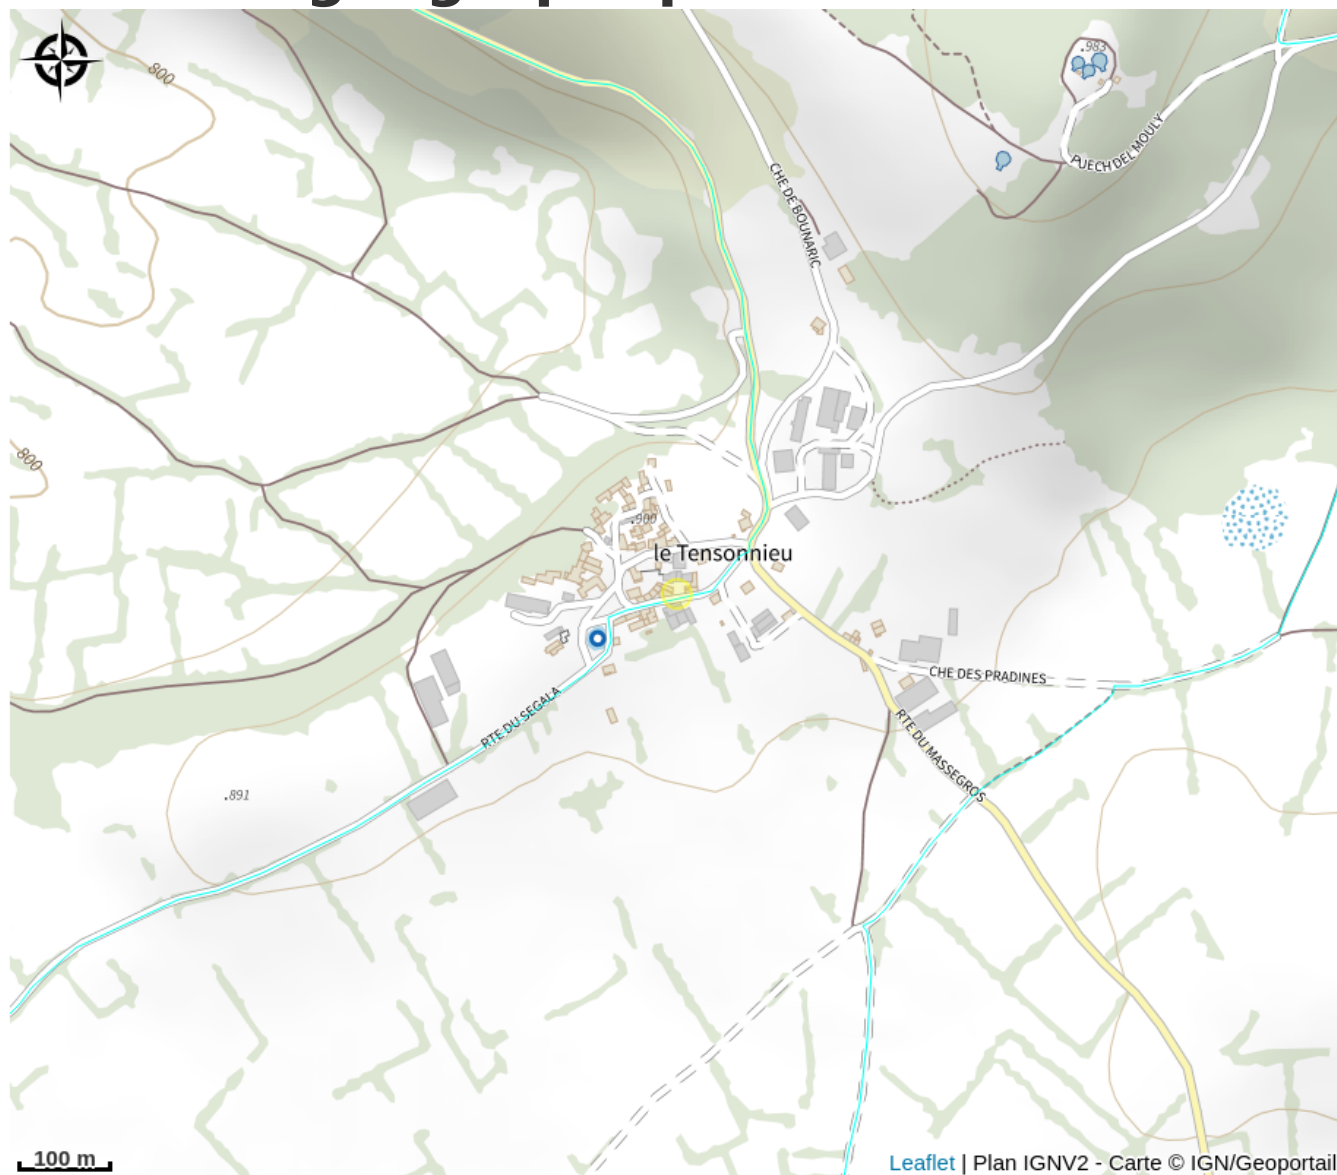 800
.983
PUECH DEL MOULY
CHE DE BOUNARIC
800
.900
le Tensonnieu
CHE DES PRADINES
RTE DU SEGALA
RTE DU MASSEGROS
.891
100 m
Leaflet | Plan IGNV2 - Carte © IGN/Geoportail